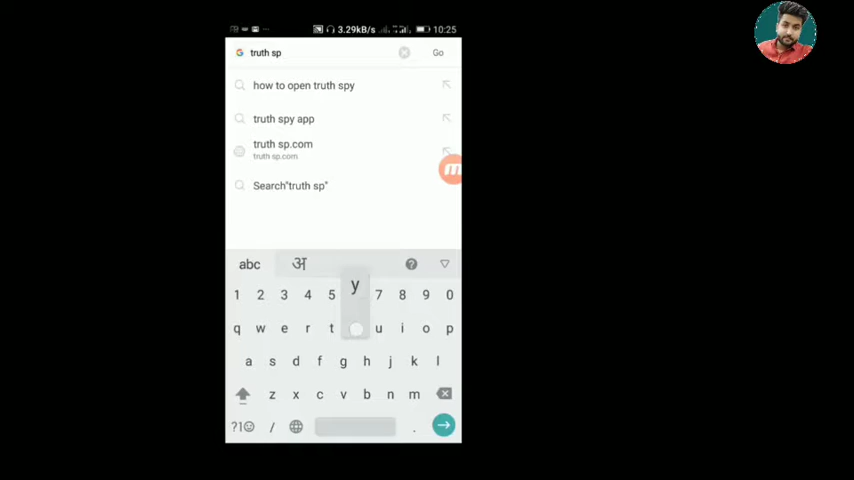 3.29kB/s 10:25
truth sp Go
how to open truth spy
truth spy app
truth sp.com
truth sp.com
Search"truth sp"
abc अ ?
y
1 2 3 4 5 7 8 9 0
q w e r t u i o p
a s d f g h j k l
z x c v b n m
?1☺ / .